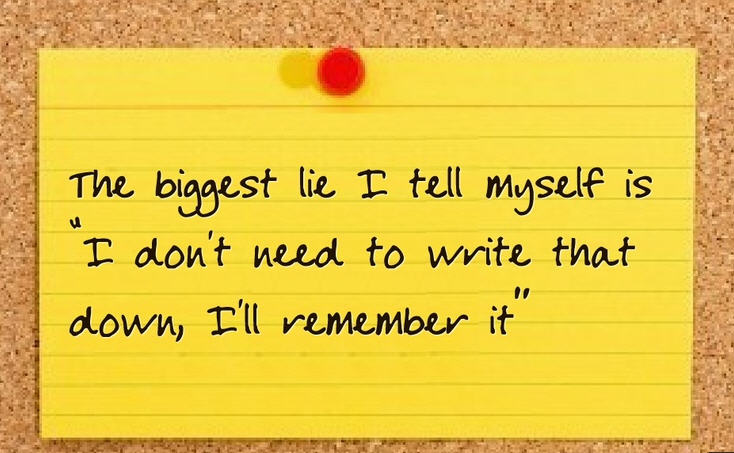 The biggest lie I tell myself is
"I don't need to write that
down, I'll remember it"